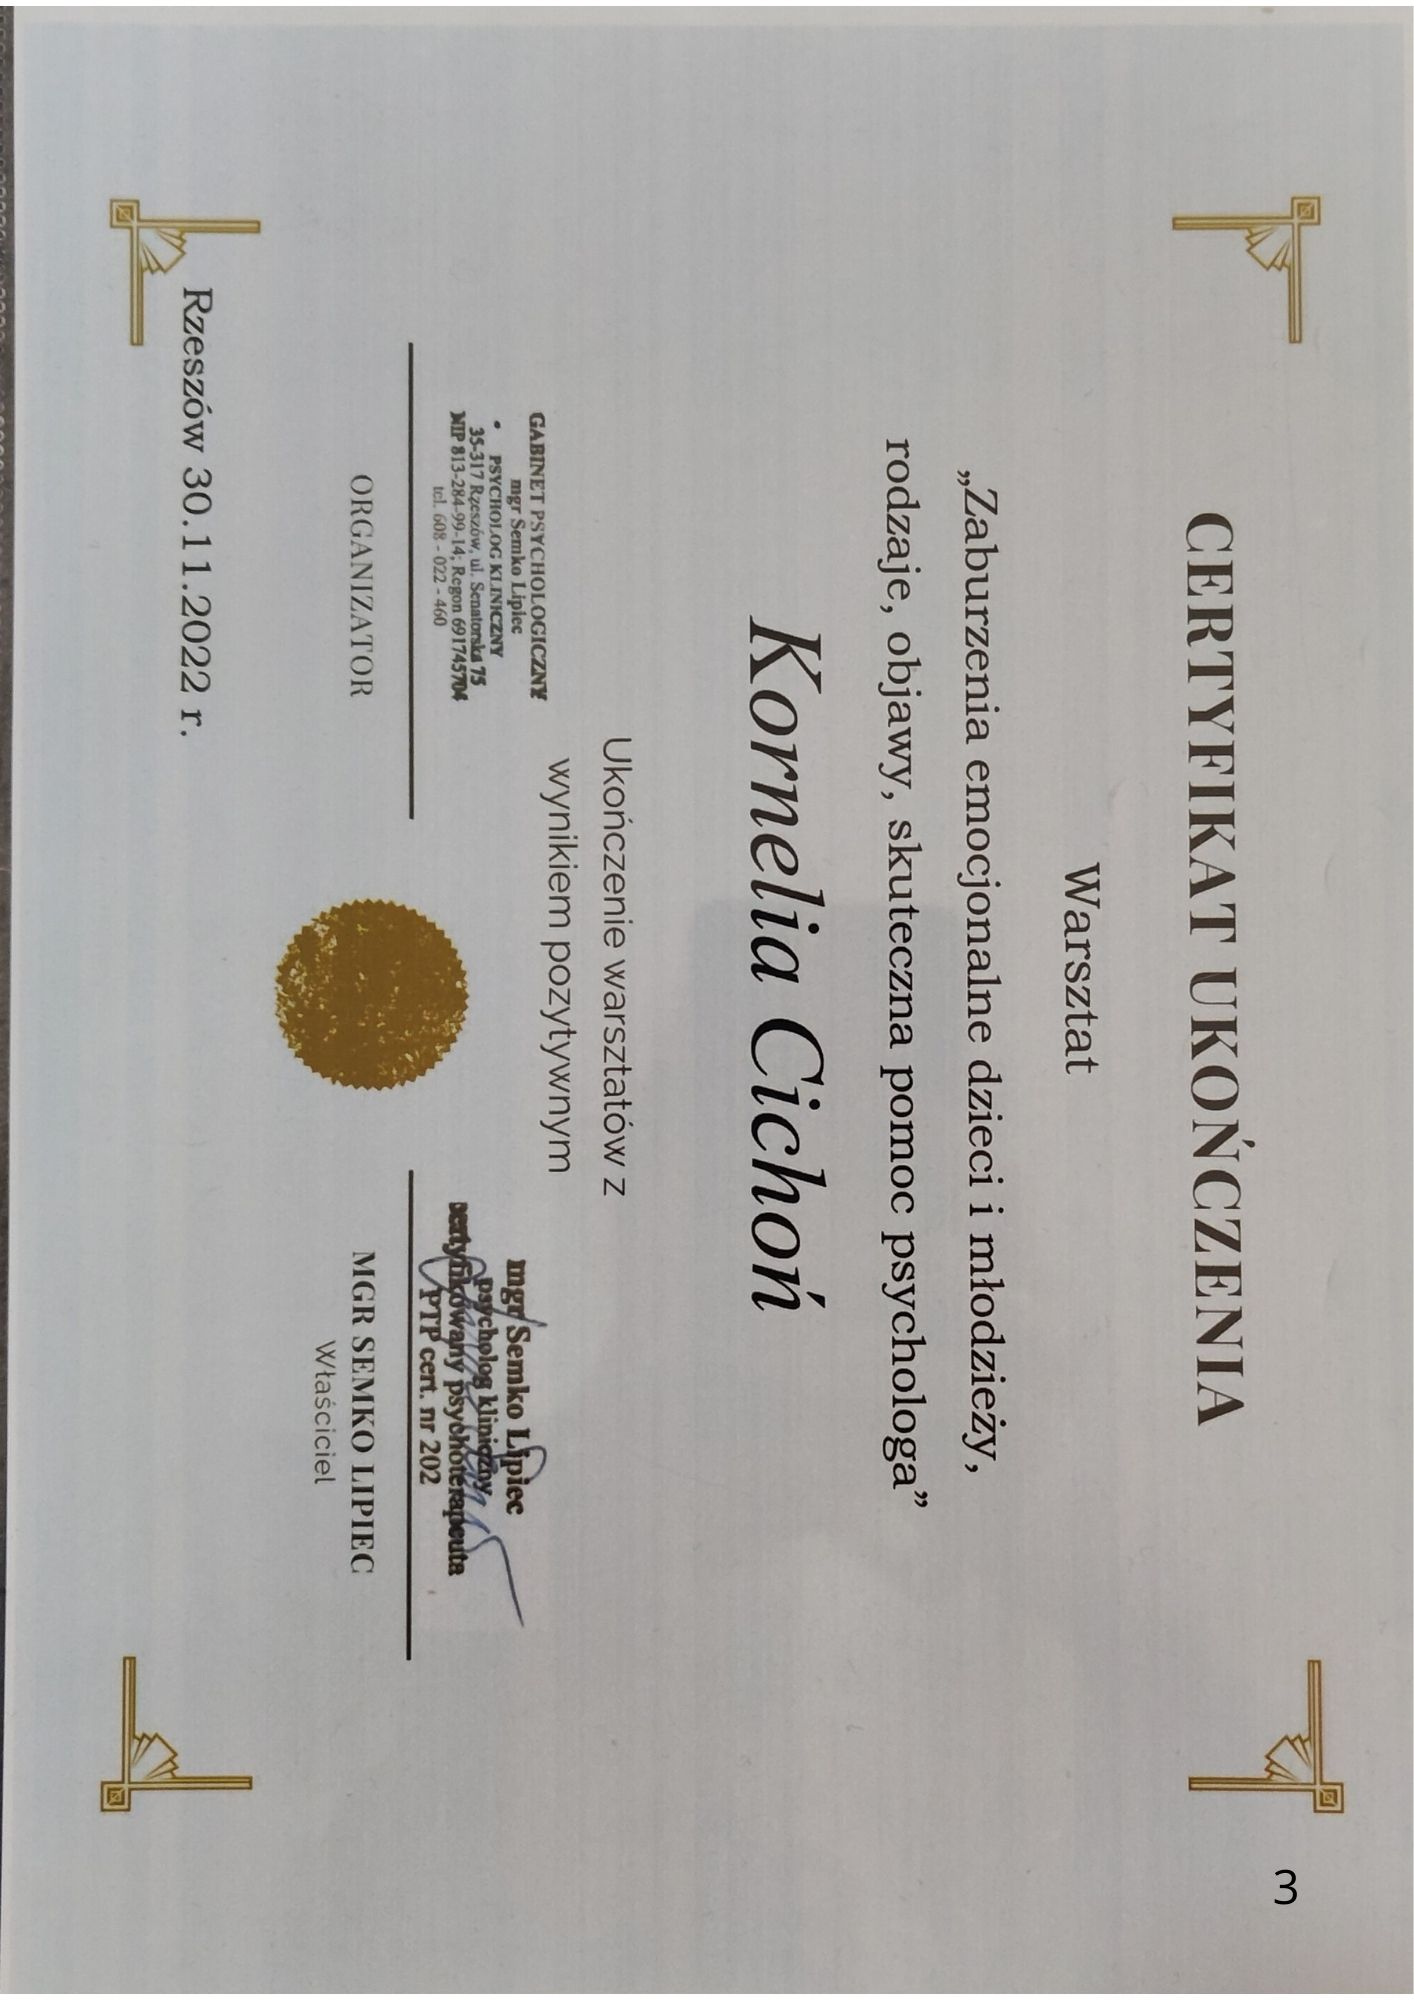 CERTYFIKAT UKOŃCZENIA
Warsztat
„Zaburzenia emocjonalne dzieci i młodzieży,
rodzaje, objawy, skuteczna pomoc psychologa”
Kornelia Cichoń
Ukończenie warsztatów z
wynikiem pozytywnym
GABINET PSYCHOLOGICZNY
mgr Semko Lipiec
• PSYCHOLOG KLINICZNY
35-317 Rzeszów, ul. Senatorska 75
NIP 813-284-99-14; Regon 691745704
tel. 608 - 022 - 460
ORGANIZATOR
mgr Semko Lipiec
psycholog kliniczny
certyfikowany psychoterapeuta
PTP cert. nr 202
MGR SEMKO LIPIEC
Właściciel
Rzeszów 30.11.2022 r.
3